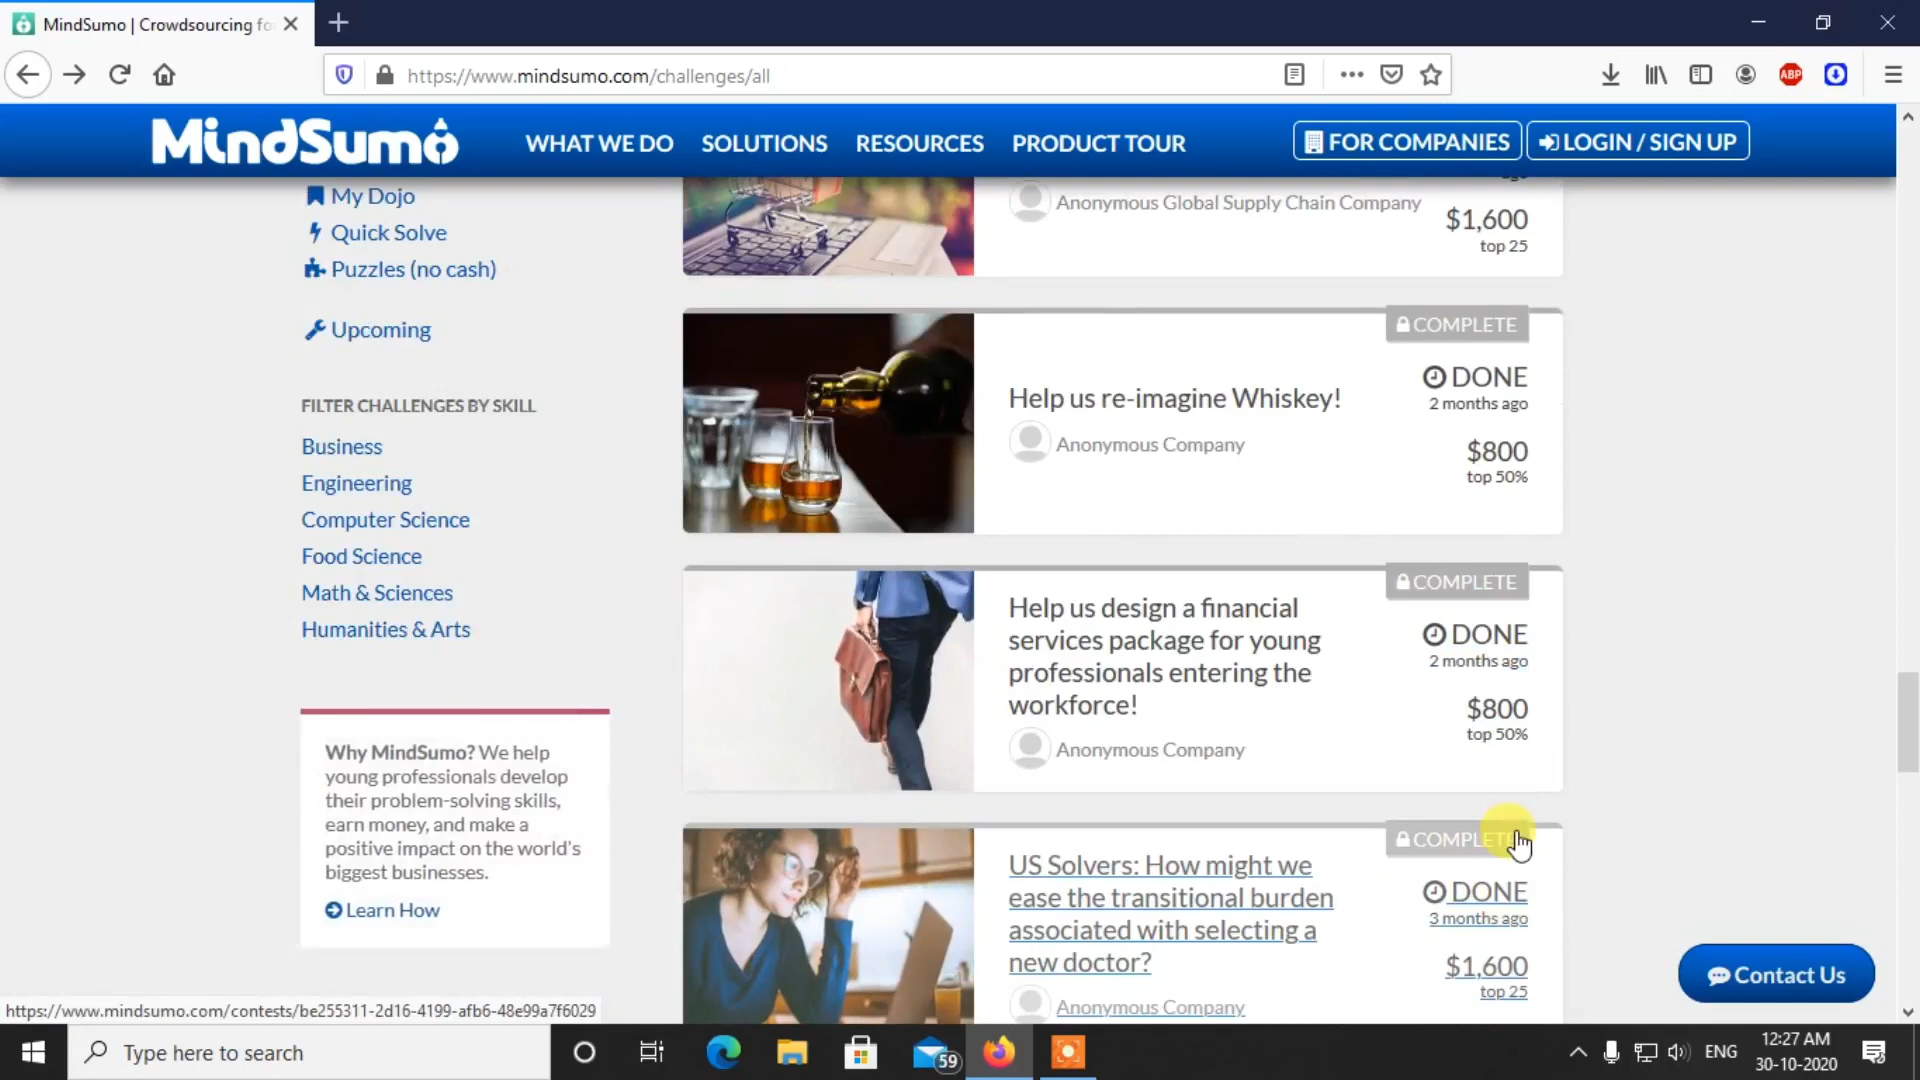 MindSumo | Crowdsourcing fo
https://www.mindsumo.com/challenges/all
ABP
MindSumo
WHAT WE DO
SOLUTIONS
RESOURCES
PRODUCT TOUR
FOR COMPANIES
LOGIN / SIGN UP
My Dojo
Quick Solve
Puzzles (no cash)
Upcoming
FILTER CHALLENGES BY SKILL
Business
Engineering
Computer Science
Food Science
Math & Sciences
Humanities & Arts
Why MindSumo? We help
young professionals develop
their problem-solving skills,
earn money, and make a
positive impact on the world's
biggest businesses.
Learn How
Anonymous Global Supply Chain Company
$1,600
top 25
COMPLETE
Help us re-imagine Whiskey!
Anonymous Company
DONE
2 months ago
$800
top 50%
COMPLETE
Help us design a financial
services package for young
professionals entering the
workforce!
Anonymous Company
DONE
2 months ago
$800
top 50%
COMPLETE
US Solvers: How might we
ease the transitional burden
associated with selecting a
new doctor?
Anonymous Company
DONE
3 months ago
$1,600
top 25
Contact Us
https://www.mindsumo.com/contests/be255311-2d16-4199-afb6-48e99a7f6029
Type here to search
59
ENG
12:27 AM
30-10-2020